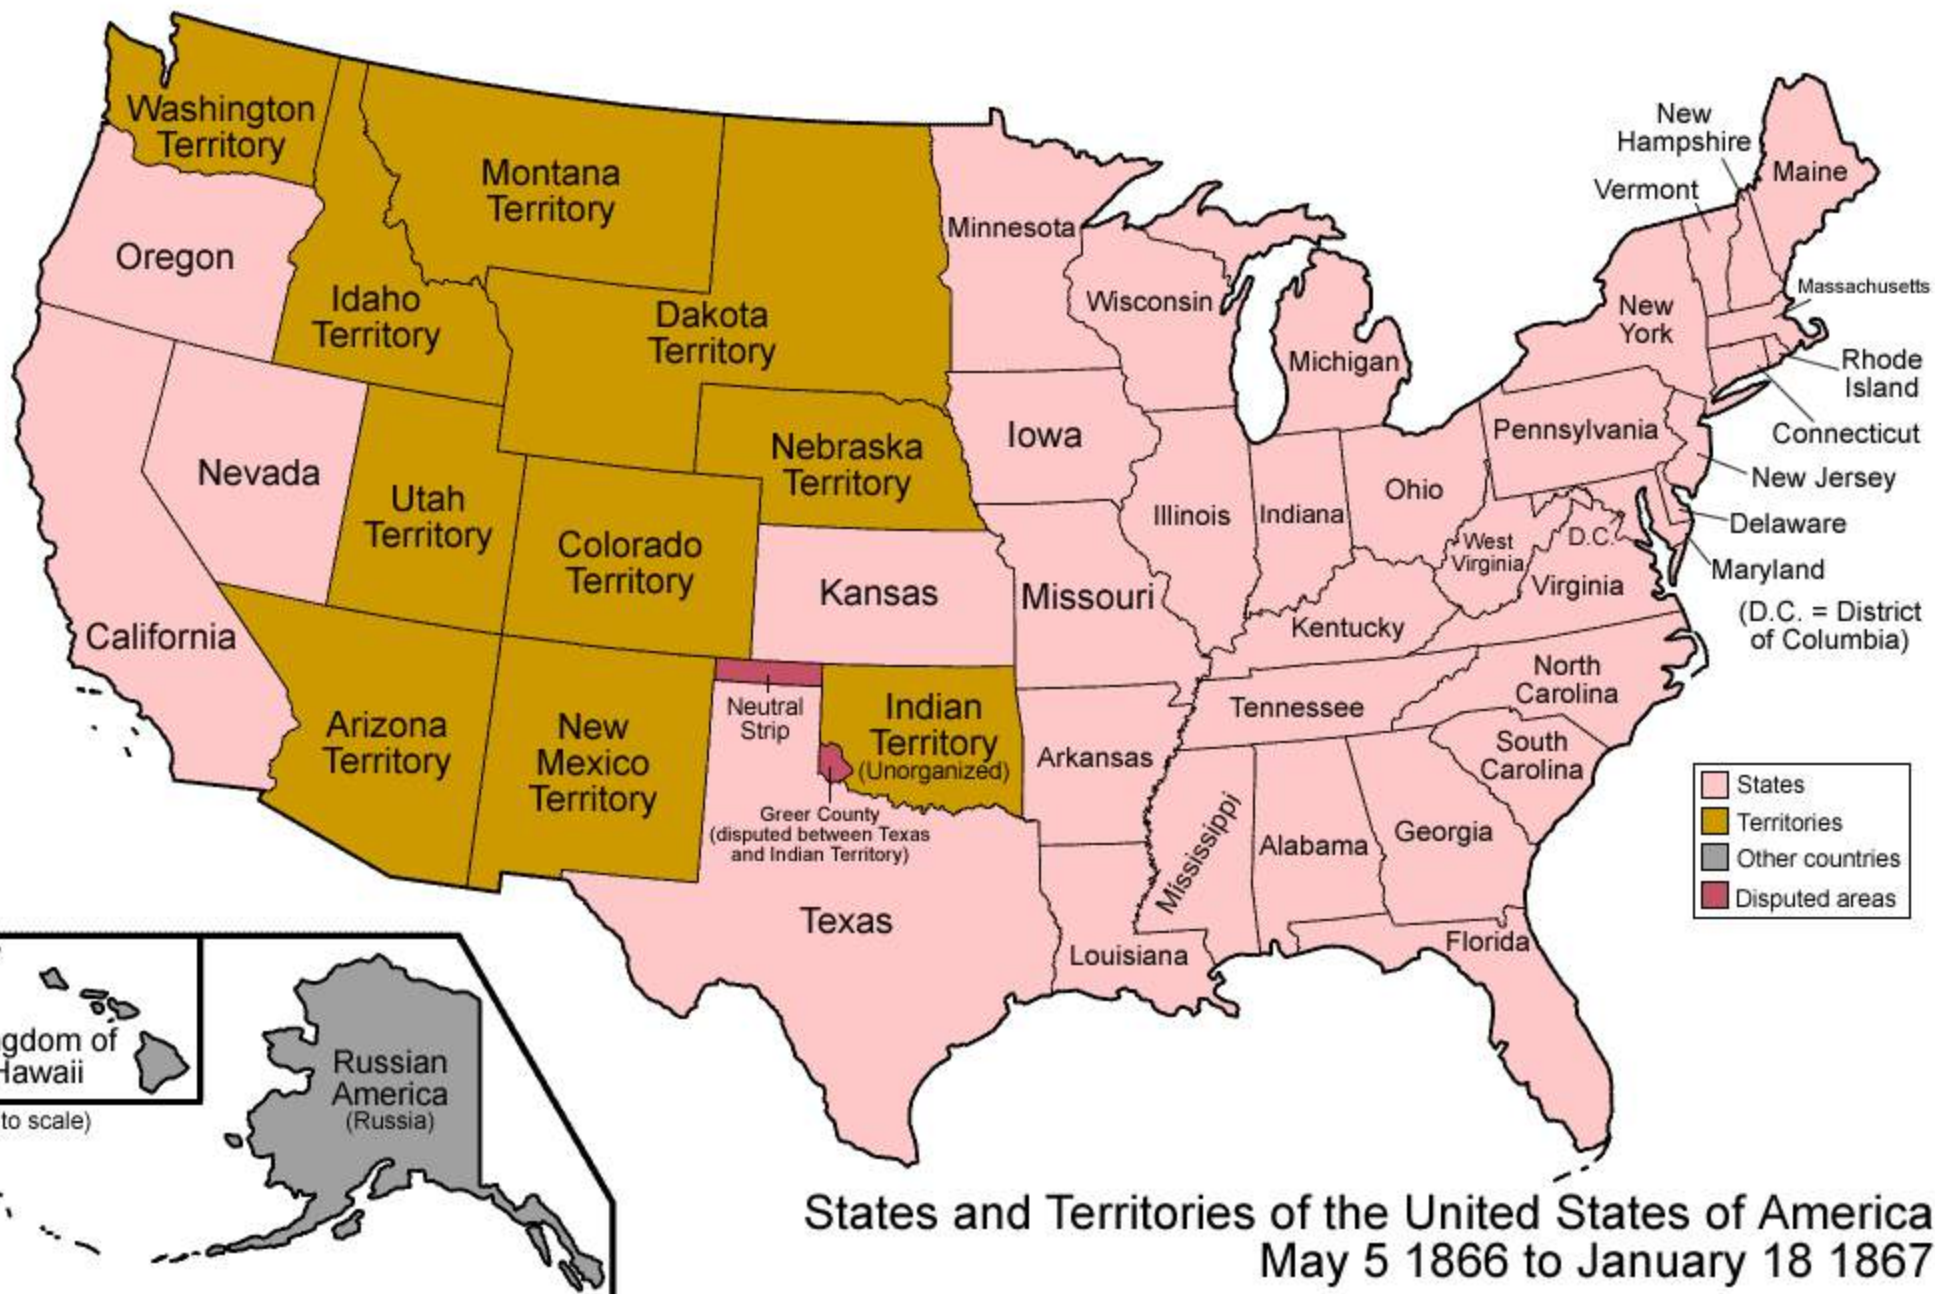 Washington
Territory
Montana
Territory
Oregon
Idaho
Territory
Dakota
Territory
Minnesota
Wisconsin
Michigan
New
Hampshire
Vermont
Maine
Massachusetts
New
York
Rhode
Island
Connecticut
New Jersey
Delaware
Maryland
(D.C. = District
of Columbia)
Nevada
Utah
Territory
Colorado
Territory
Nebraska
Territory
Iowa
Illinois
Indiana
Ohio
Pennsylvania
West
Virginia
D.C.
Virginia
California
Kansas
Missouri
Kentucky
Arizona
Territory
New
Mexico
Territory
Neutral
Strip
Indian
Territory
(Unorganized)
Greer County
(disputed between Texas
and Indian Territory)
Arkansas
Tennessee
North
Carolina
South
Carolina
Mississippi
Alabama
Georgia
Texas
Louisiana
Florida
States
Territories
Other countries
Disputed areas
gdom of
Hawaii
to scale)
Russian
America
(Russia)
States and Territories of the United States of America
May 5 1866 to January 18 1867